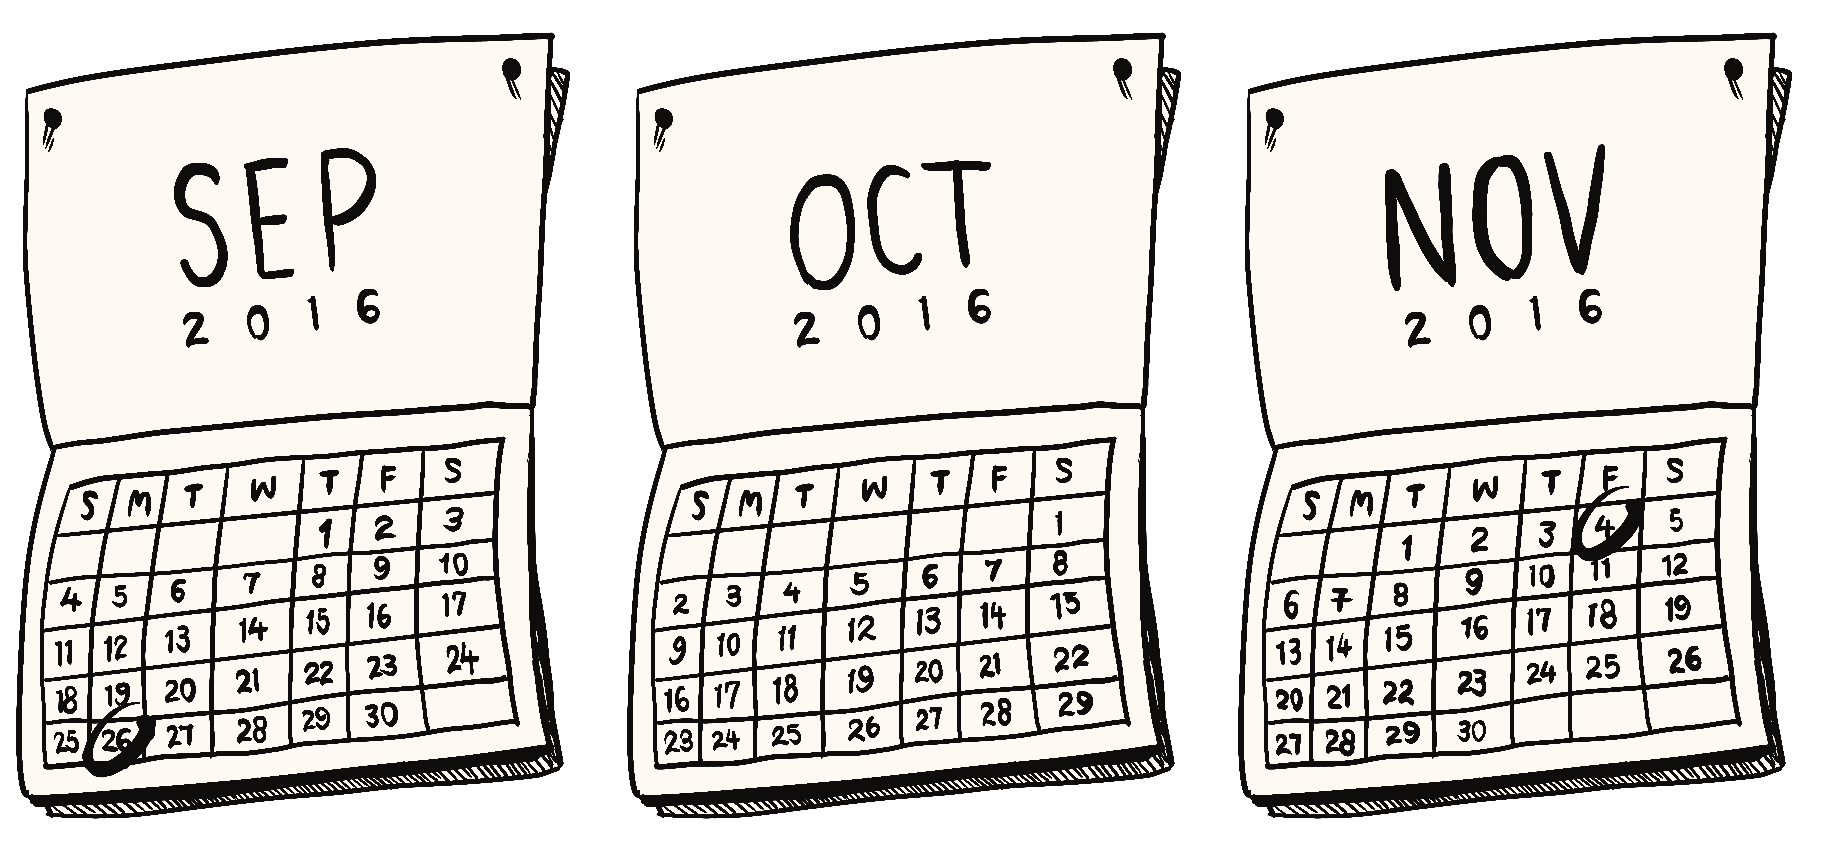 SEP
2016
S M T W T F S
1 2 3
4 5 6 7 8 9 10
11 12 13 14 15 16 17
18 19 20 21 22 23 24
25 26 27 28 29 30
OCT
2016
S M T W T F S
1
2 3 4 5 6 7 8
9 10 11 12 13 14 15
16 17 18 19 20 21 22
23 24 25 26 27 28 29
NOV
2016
S M T W T F S
1 2 3 4 5
6 7 8 9 10 11 12
13 14 15 16 17 18 19
20 21 22 23 24 25 26
27 28 29 30